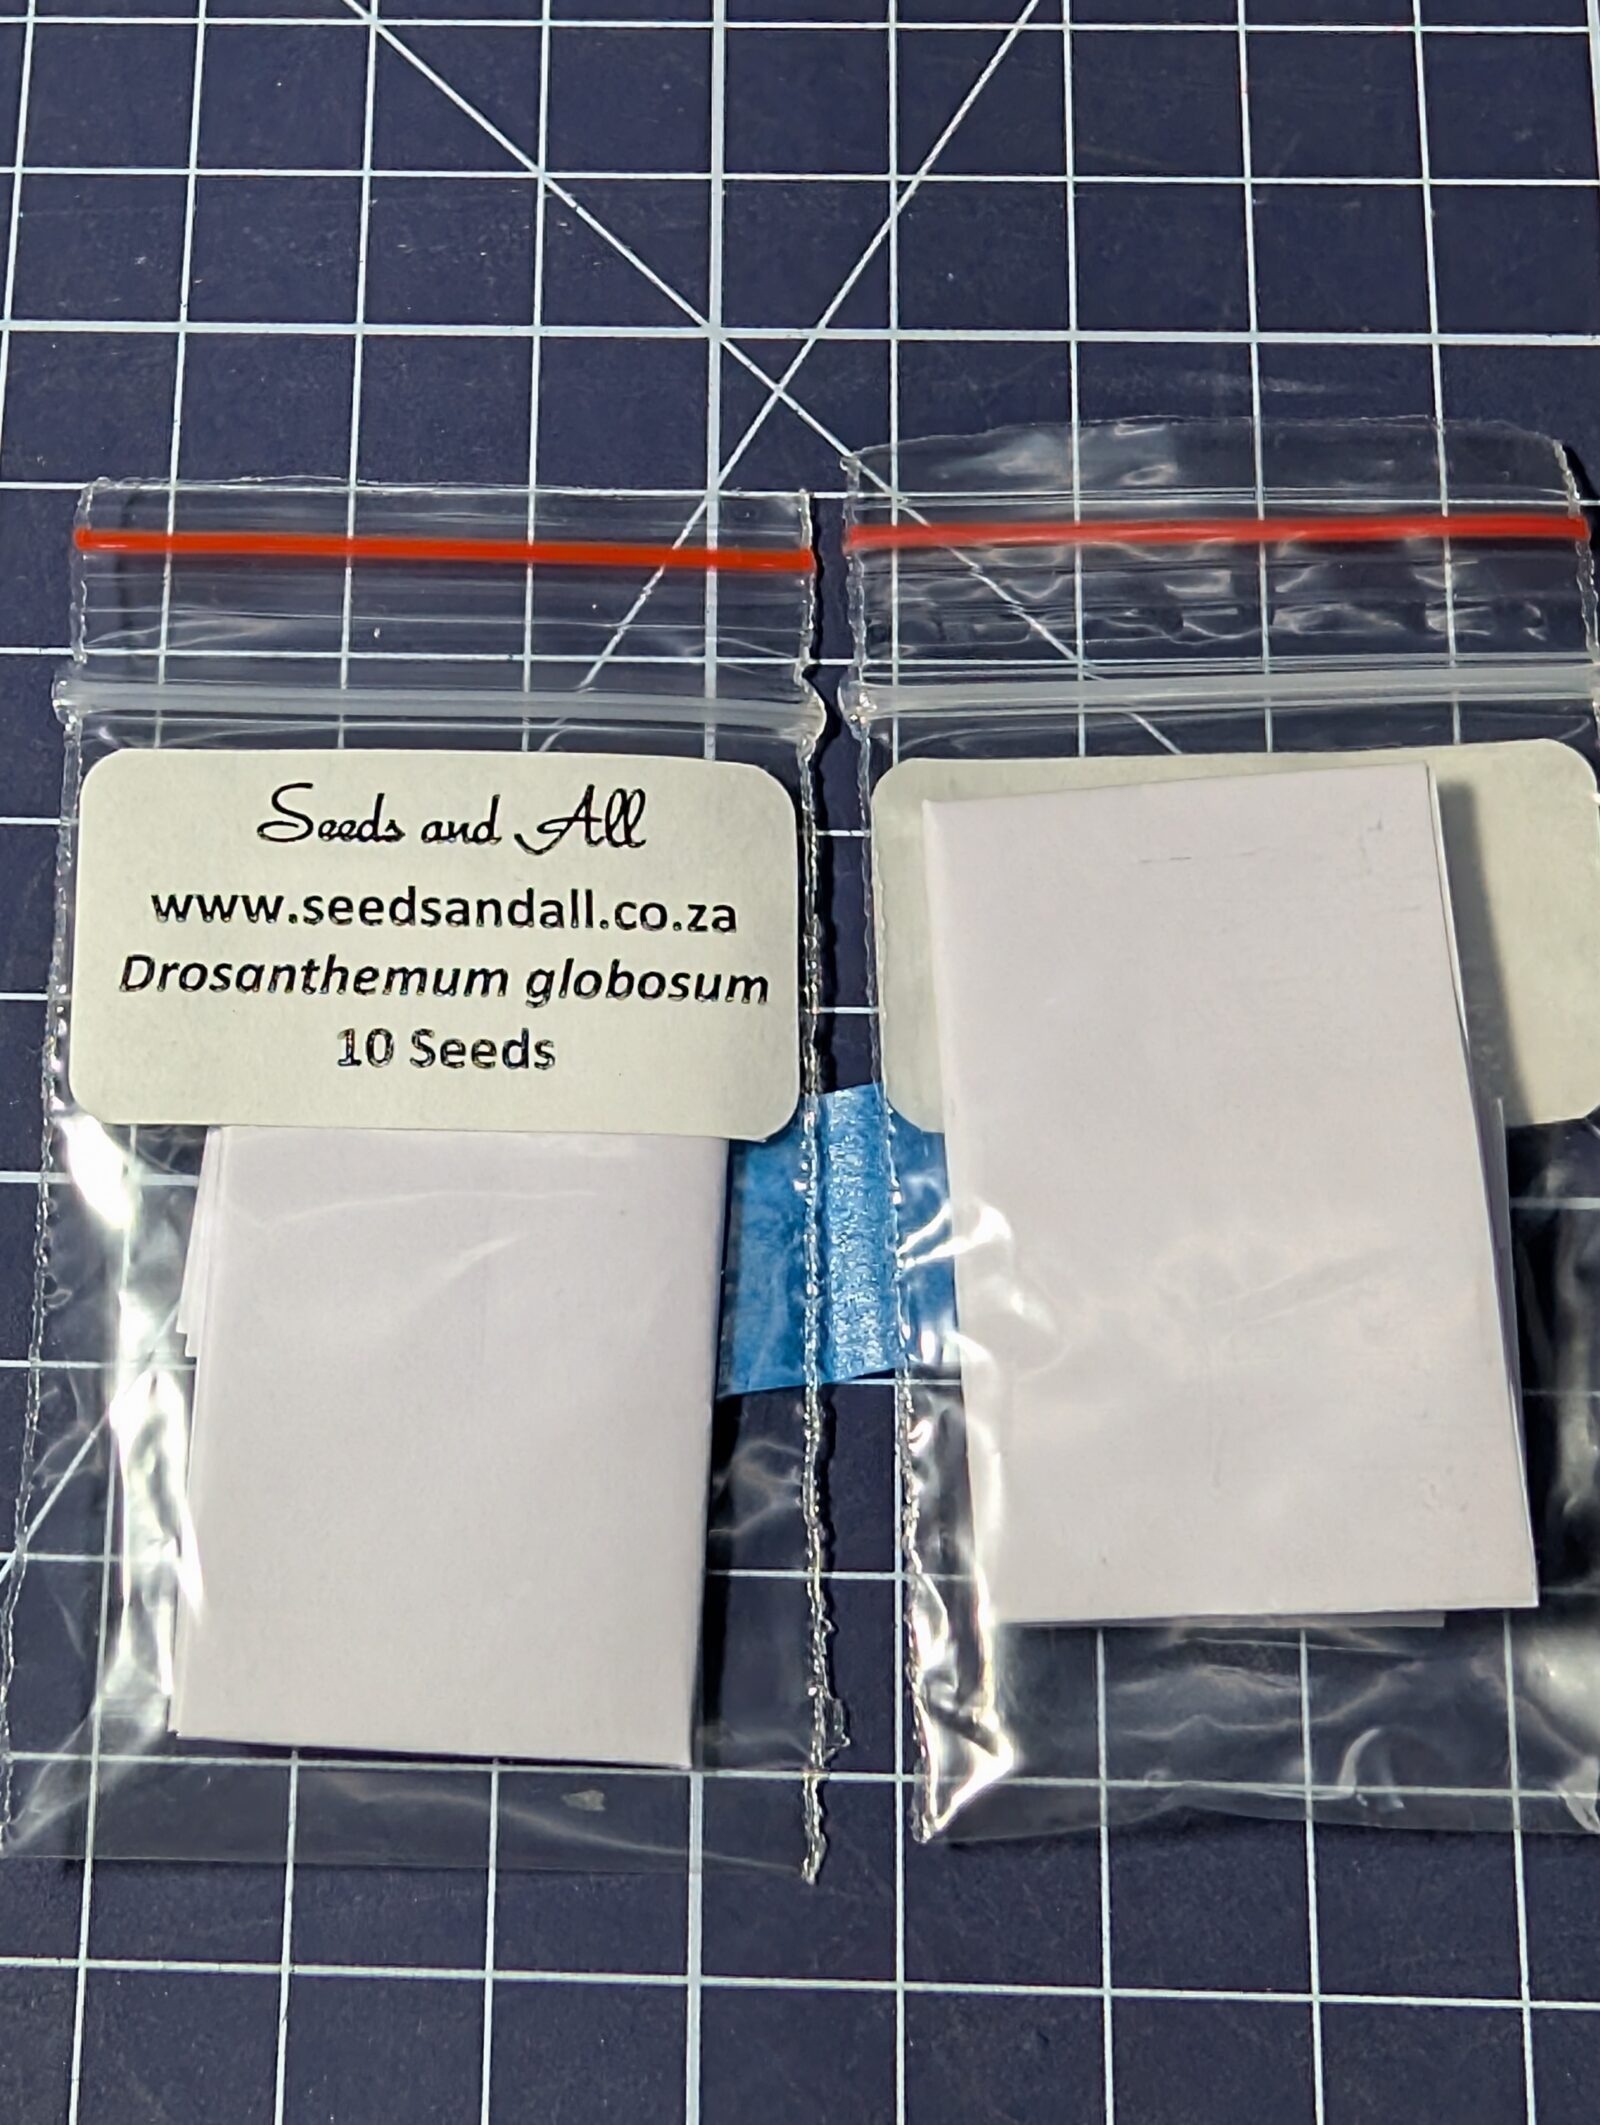 Seeds and All
www.seedsandall.co.za
Drosanthemum globosum
10 Seeds